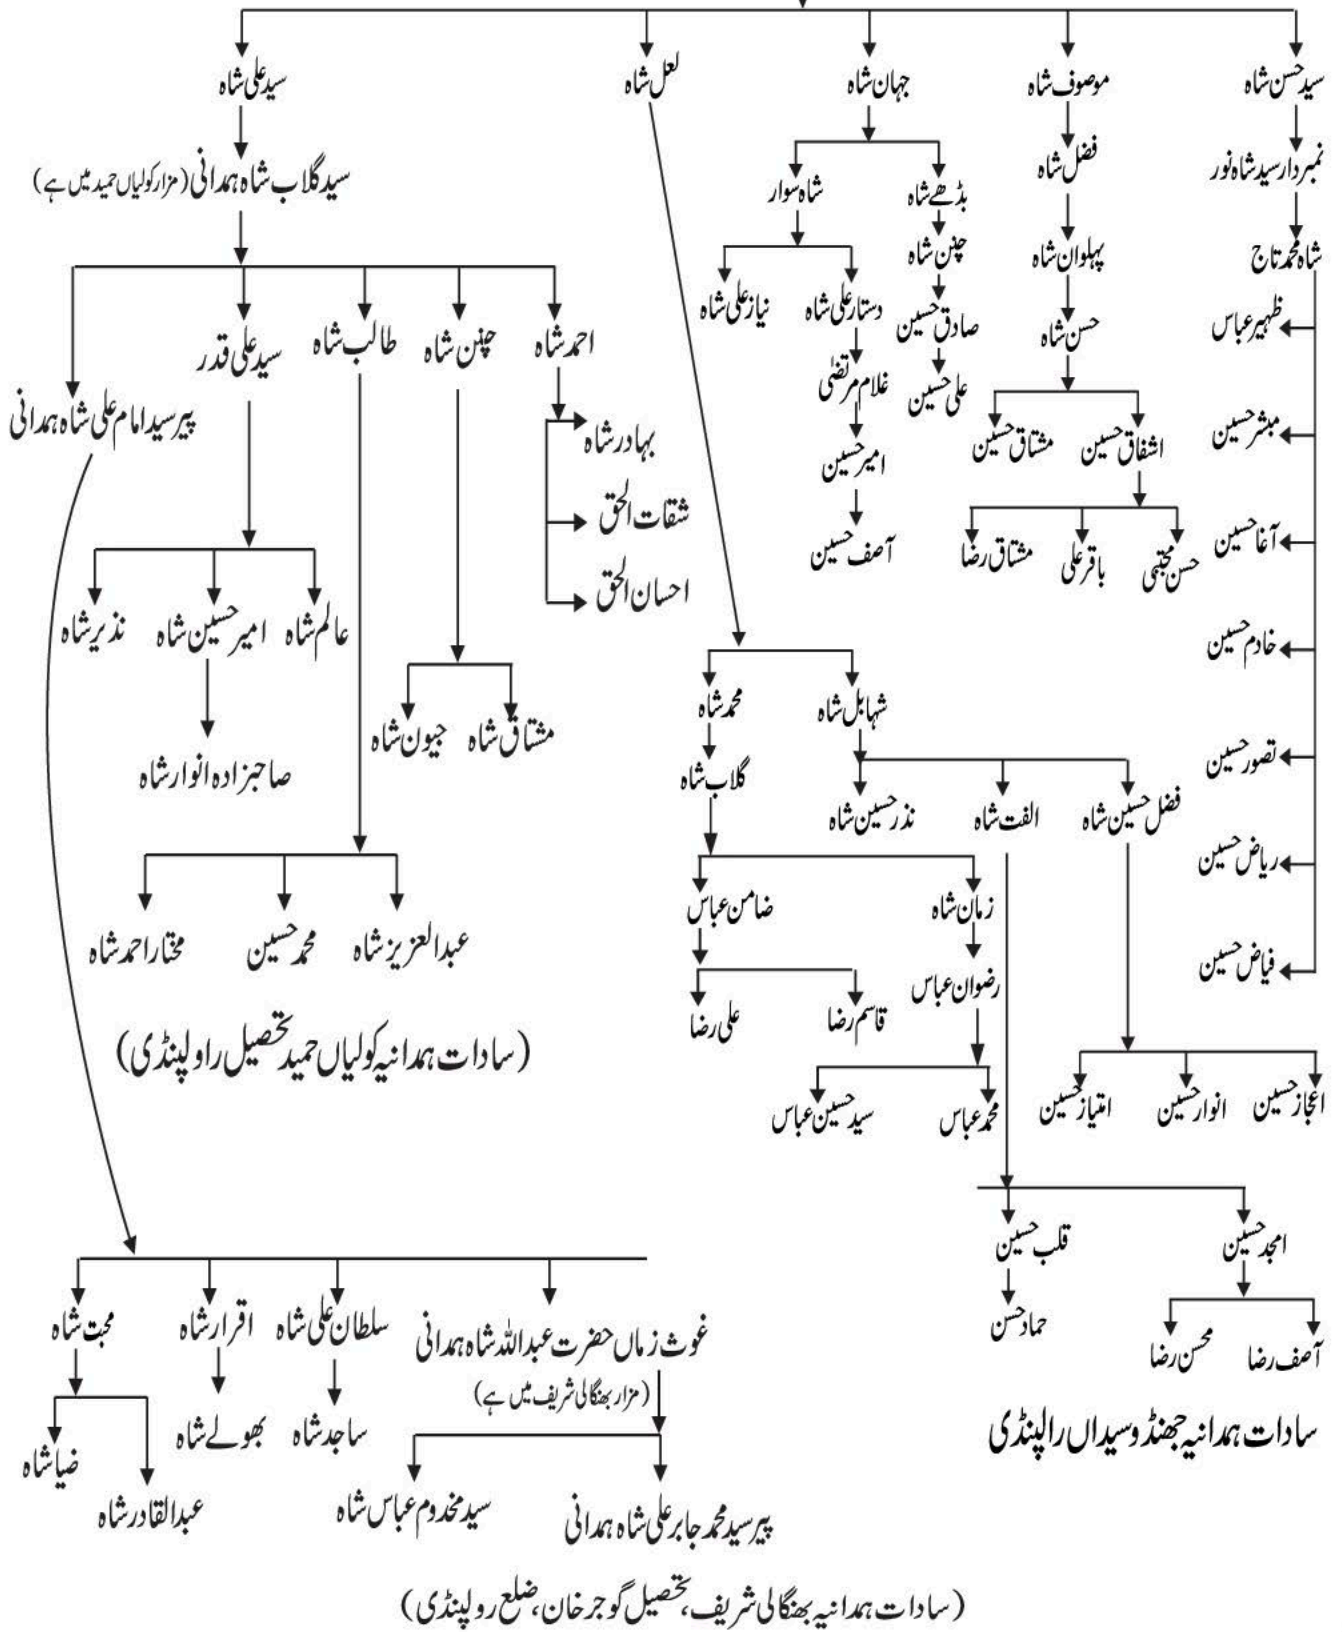 سید حسن شاہ
موصوف شاہ
جہان شاہ
لعل شاہ
سید علی شاہ
نمبردار سید شاہ نور
شاہ محمد تاج
ظہیر عباس
مبشر حسین
آغا حسین
خادم حسین
تصور حسین
ریاض حسین
فیاض حسین
فضل شاہ
پہلوان شاہ
حسن شاہ
اشفاق حسین
مشتاق حسین
حسن مجتبیٰ
باقر علی
مشتاق رضا
بڈھے شاہ
شاہ سوار
چنن شاہ
صادق حسین
علی حسین
دستار علی شاہ
نیاز علی شاہ
غلام مرتضیٰ
امیر حسین
آصف حسین
شہابل شاہ
محمد شاہ
گلاب شاہ
فضل حسین شاہ
الفت شاہ
نذر حسین شاہ
زمان شاہ
ضامن عباس
رضوان عباس
قاسم رضا
علی رضا
محمد عباس
سید حسین عباس
اعجاز حسین
انوار حسین
امتیاز حسین
امجد حسین
قلب حسین
حماد حسن
آصف رضا
محسن رضا
سادات ہمدانیہ جھنڈو سیداں رالپنڈی
سید گلاب شاہ ہمدانی (مزار کولیاں حمید میں ہے)
احمد شاہ
چنن شاہ
طالب شاہ
سید علی قدر
پیر سید امام علی شاہ ہمدانی
بہادر شاہ
شقات الحق
احسان الحق
عالم شاہ
امیر حسین شاہ
نذیر شاہ
صاحبزادہ انوار شاہ
مشتاق شاہ
جیون شاہ
عبدالعزیز شاہ
محمد حسین
مختار احمد شاہ
(سادات ہمدانیہ کولیاں حمید تحصیل راولپنڈی)
غوث زماں حضرت عبداللہ شاہ ہمدانی
(مزار بھنگالی شریف میں ہے)
سلطان علی شاہ
اقرار شاہ
محبت شاہ
ساجد شاہ
بھولے شاہ
ضیا شاہ
عبدالقادر شاہ
پیر سید محمد جابر علی شاہ ہمدانی
سید مخدوم عباس شاہ
(سادات ہمدانیہ بھنگالی شریف، تحصیل گوجر خان، ضلع رولپنڈی)